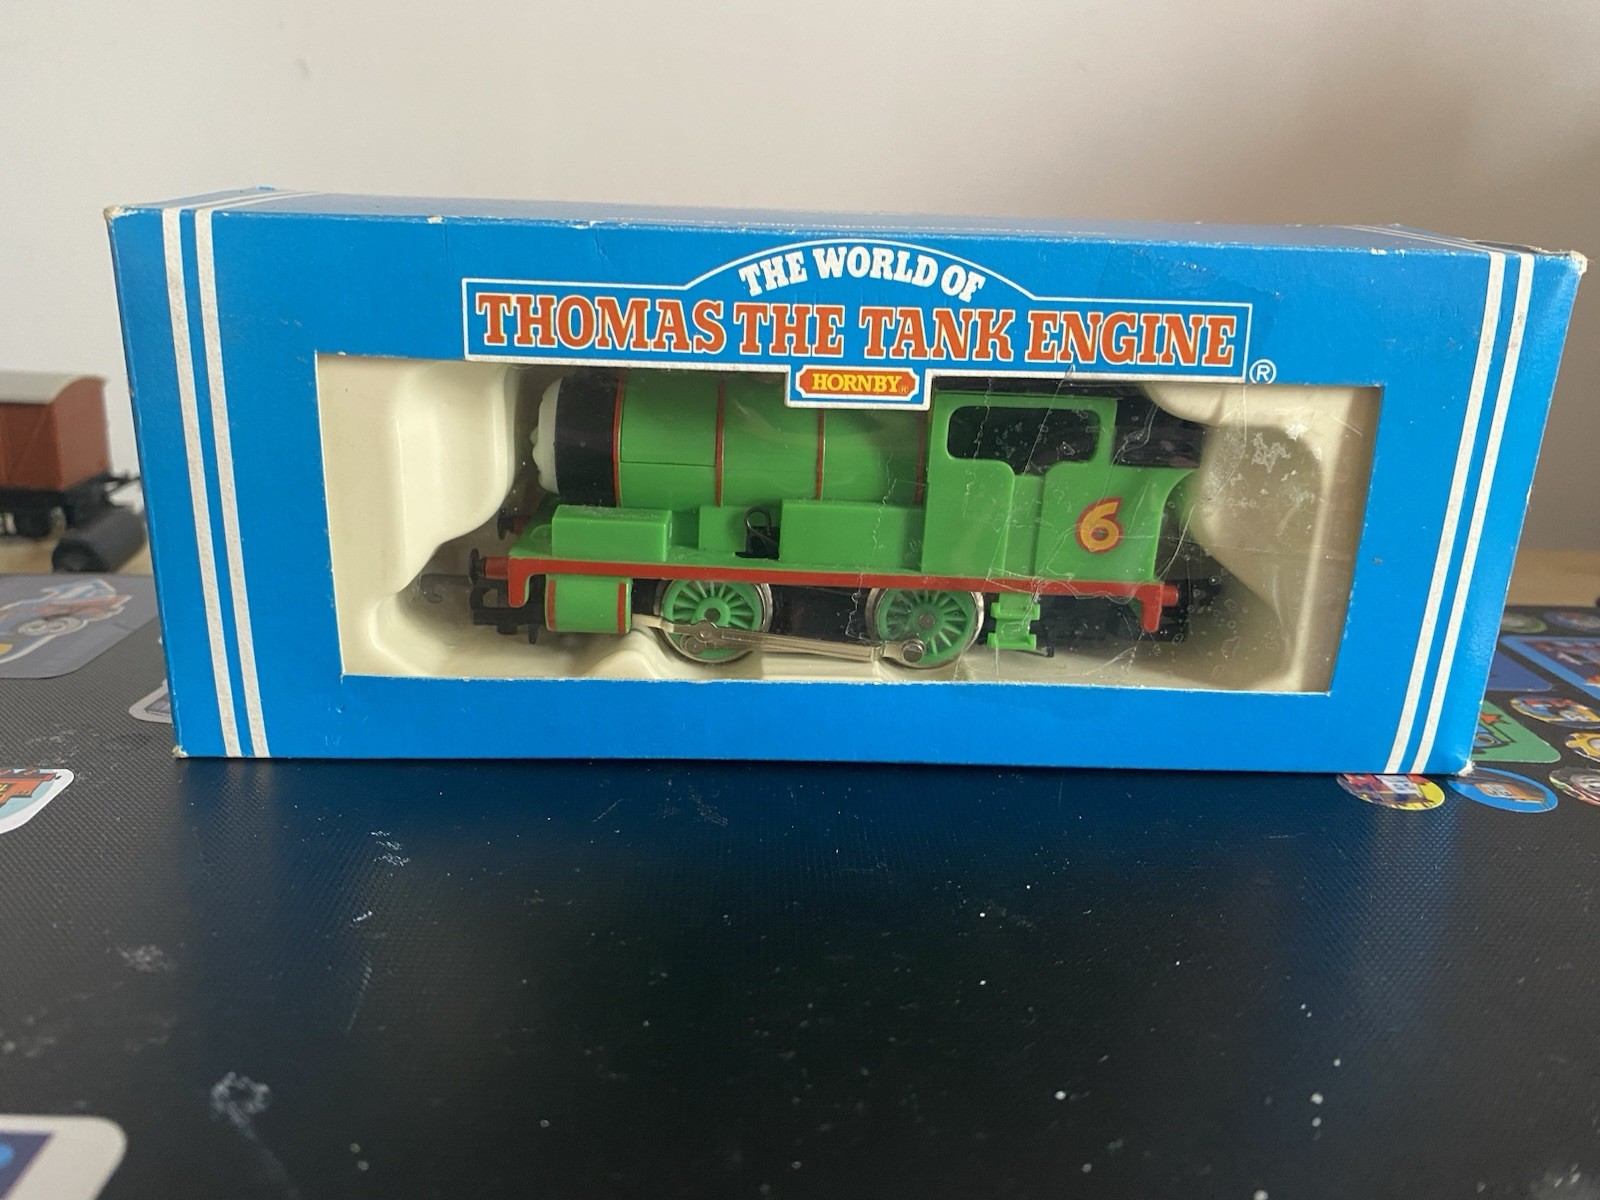 THE WORLD OF
THOMAS THE TANK ENGINE
®
HORNBY®
6